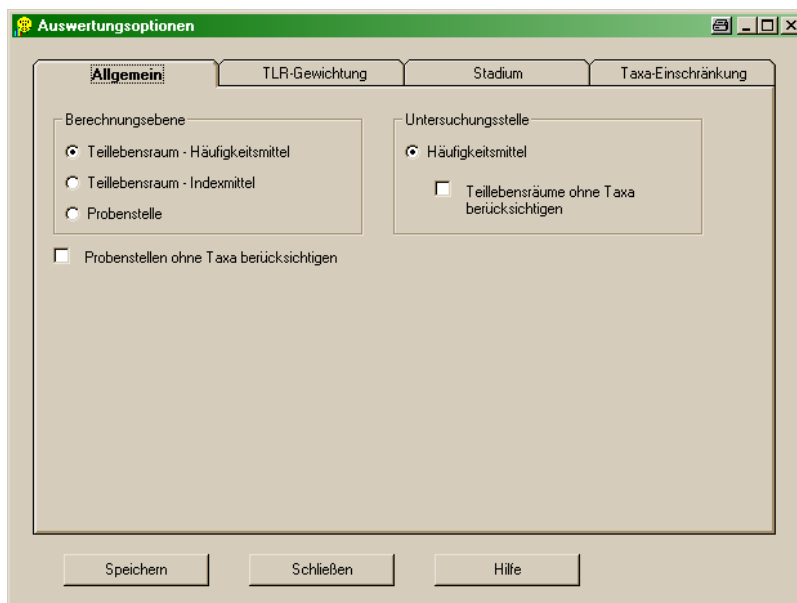 Auswertungsoptionen
Allgemein
TLR-Gewichtung
Stadium
Taxa-Einschränkung
Berechnungsebene
Teillebensraum - Häufigkeitsmittel
Teillebensraum - Indexmittel
Probenstelle
Untersuchungsstelle
Häufigkeitsmittel
Teillebensräume ohne Taxa
berücksichtigen
Probenstellen ohne Taxa berücksichtigen
Speichern
Schließen
Hilfe